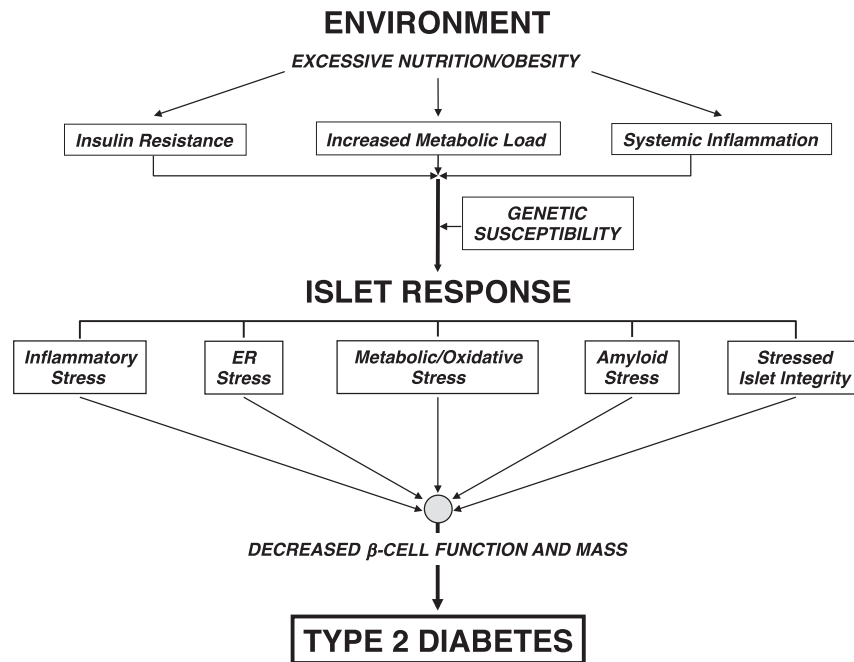 ENVIRONMENT
EXCESSIVE NUTRITION/OBESITY
Insulin Resistance
Increased Metabolic Load
Systemic Inflammation
GENETIC
SUSCEPTIBILITY
ISLET RESPONSE
Inflammatory
Stress
ER
Stress
Metabolic/Oxidative
Stress
Amyloid
Stress
Stressed
Islet Integrity
DECREASED β-CELL FUNCTION AND MASS
TYPE 2 DIABETES